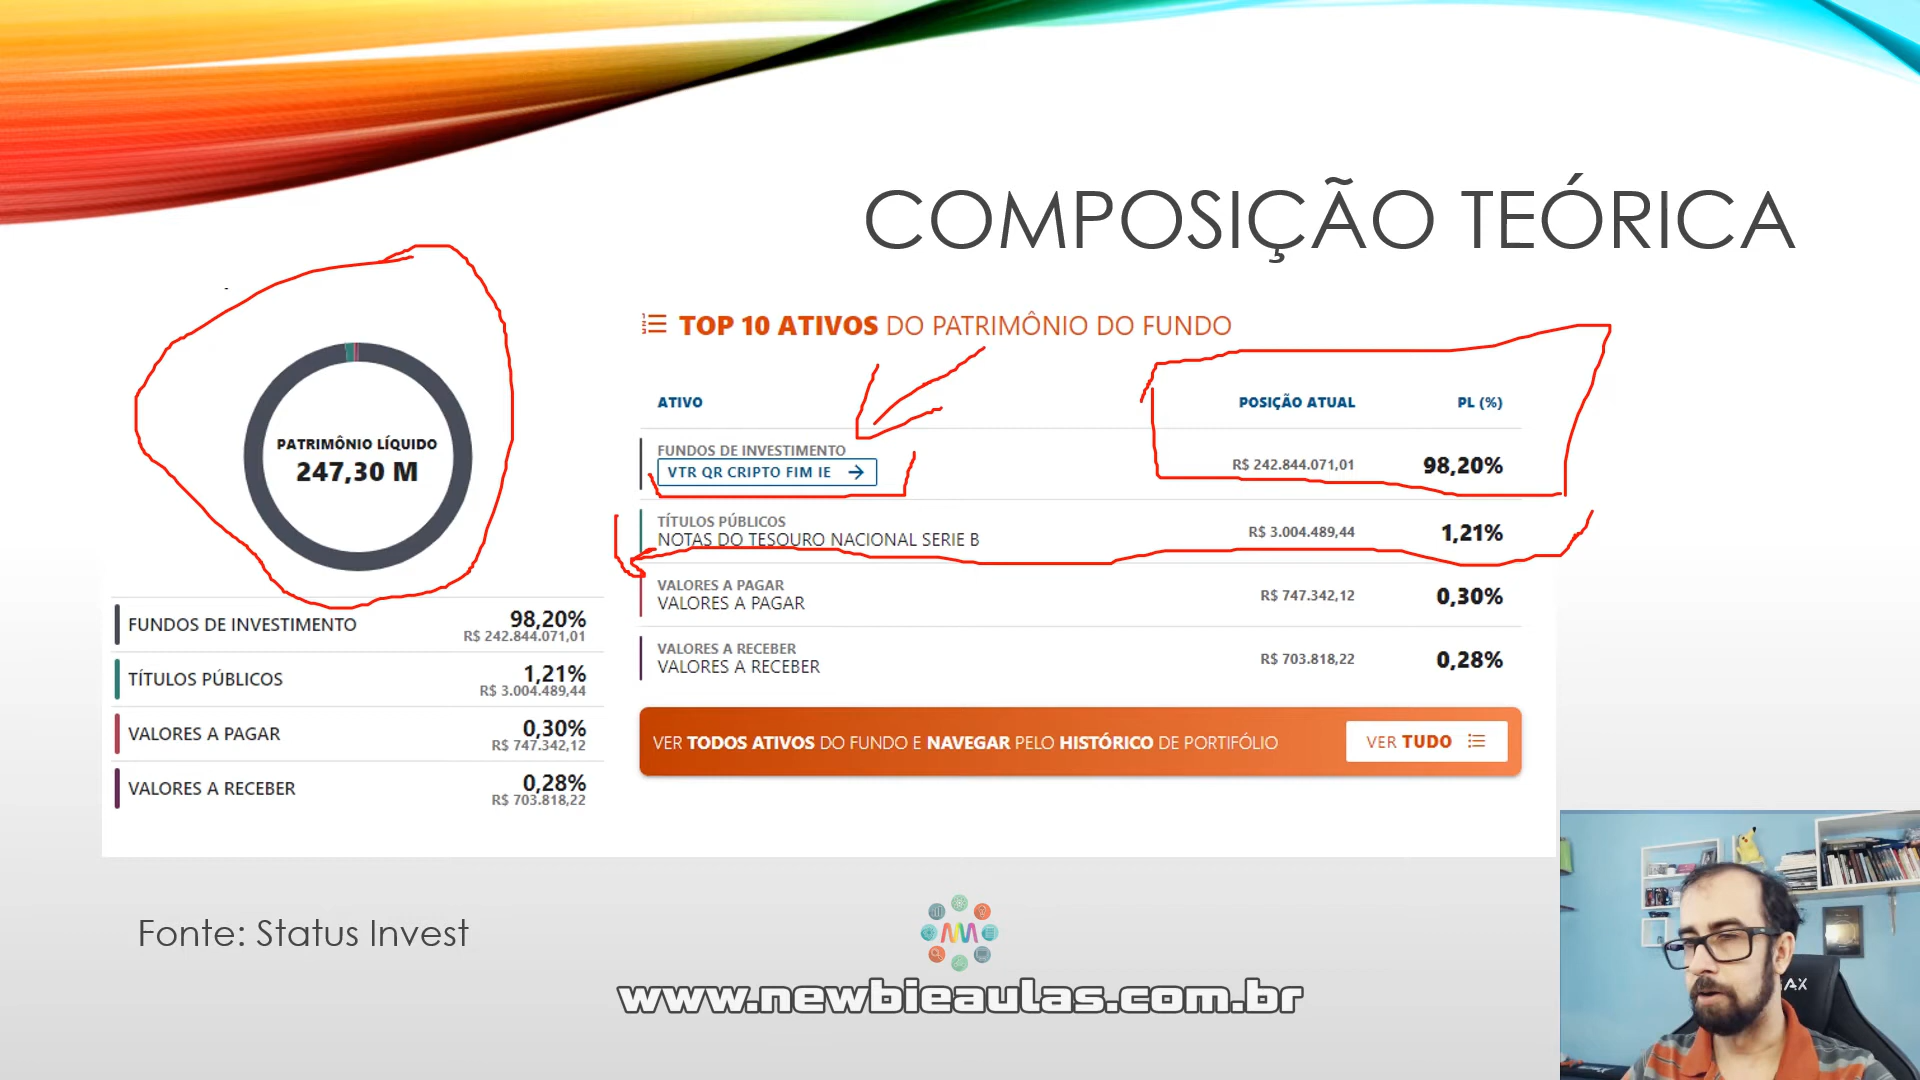 COMPOSIÇÃO TEÓRICA
PATRIMÔNIO LÍQUIDO
247,30 M
FUNDOS DE INVESTIMENTO 98,20%
R$ 242.844.071,01
TÍTULOS PÚBLICOS 1,21%
R$ 3.004.489,44
VALORES A PAGAR 0,30%
R$ 747.342,12
VALORES A RECEBER 0,28%
R$ 703.818,22
TOP 10 ATIVOS DO PATRIMÔNIO DO FUNDO
ATIVO POSIÇÃO ATUAL PL (%)
FUNDOS DE INVESTIMENTO
VTR QR CRIPTO FIM IE R$ 242.844.071,01 98,20%
TÍTULOS PÚBLICOS
NOTAS DO TESOURO NACIONAL SERIE B R$ 3.004.489,44 1,21%
VALORES A PAGAR
VALORES A PAGAR R$ 747.342,12 0,30%
VALORES A RECEBER
VALORES A RECEBER R$ 703.818,22 0,28%
VER TODOS ATIVOS DO FUNDO E NAVEGAR PELO HISTÓRICO DE PORTIFÓLIO VER TUDO
Fonte: Status Invest
www.newbieaulas.com.br